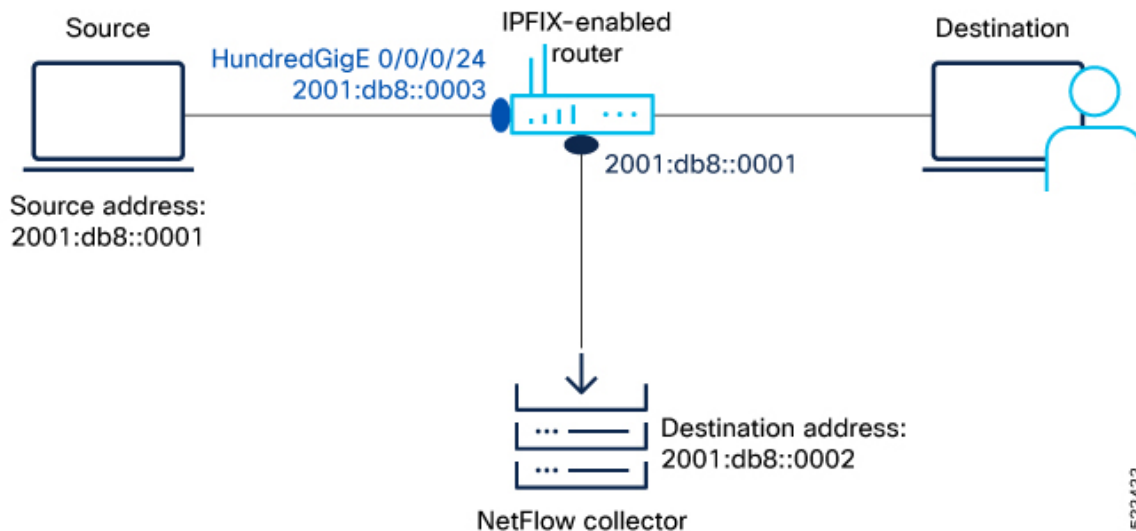 Source
IPFIX-enabled
router
Destination
HundredGigE 0/0/0/24
2001:db8::0003
2001:db8::0001
Source address:
2001:db8::0001
Destination address:
2001:db8::0002
NetFlow collector